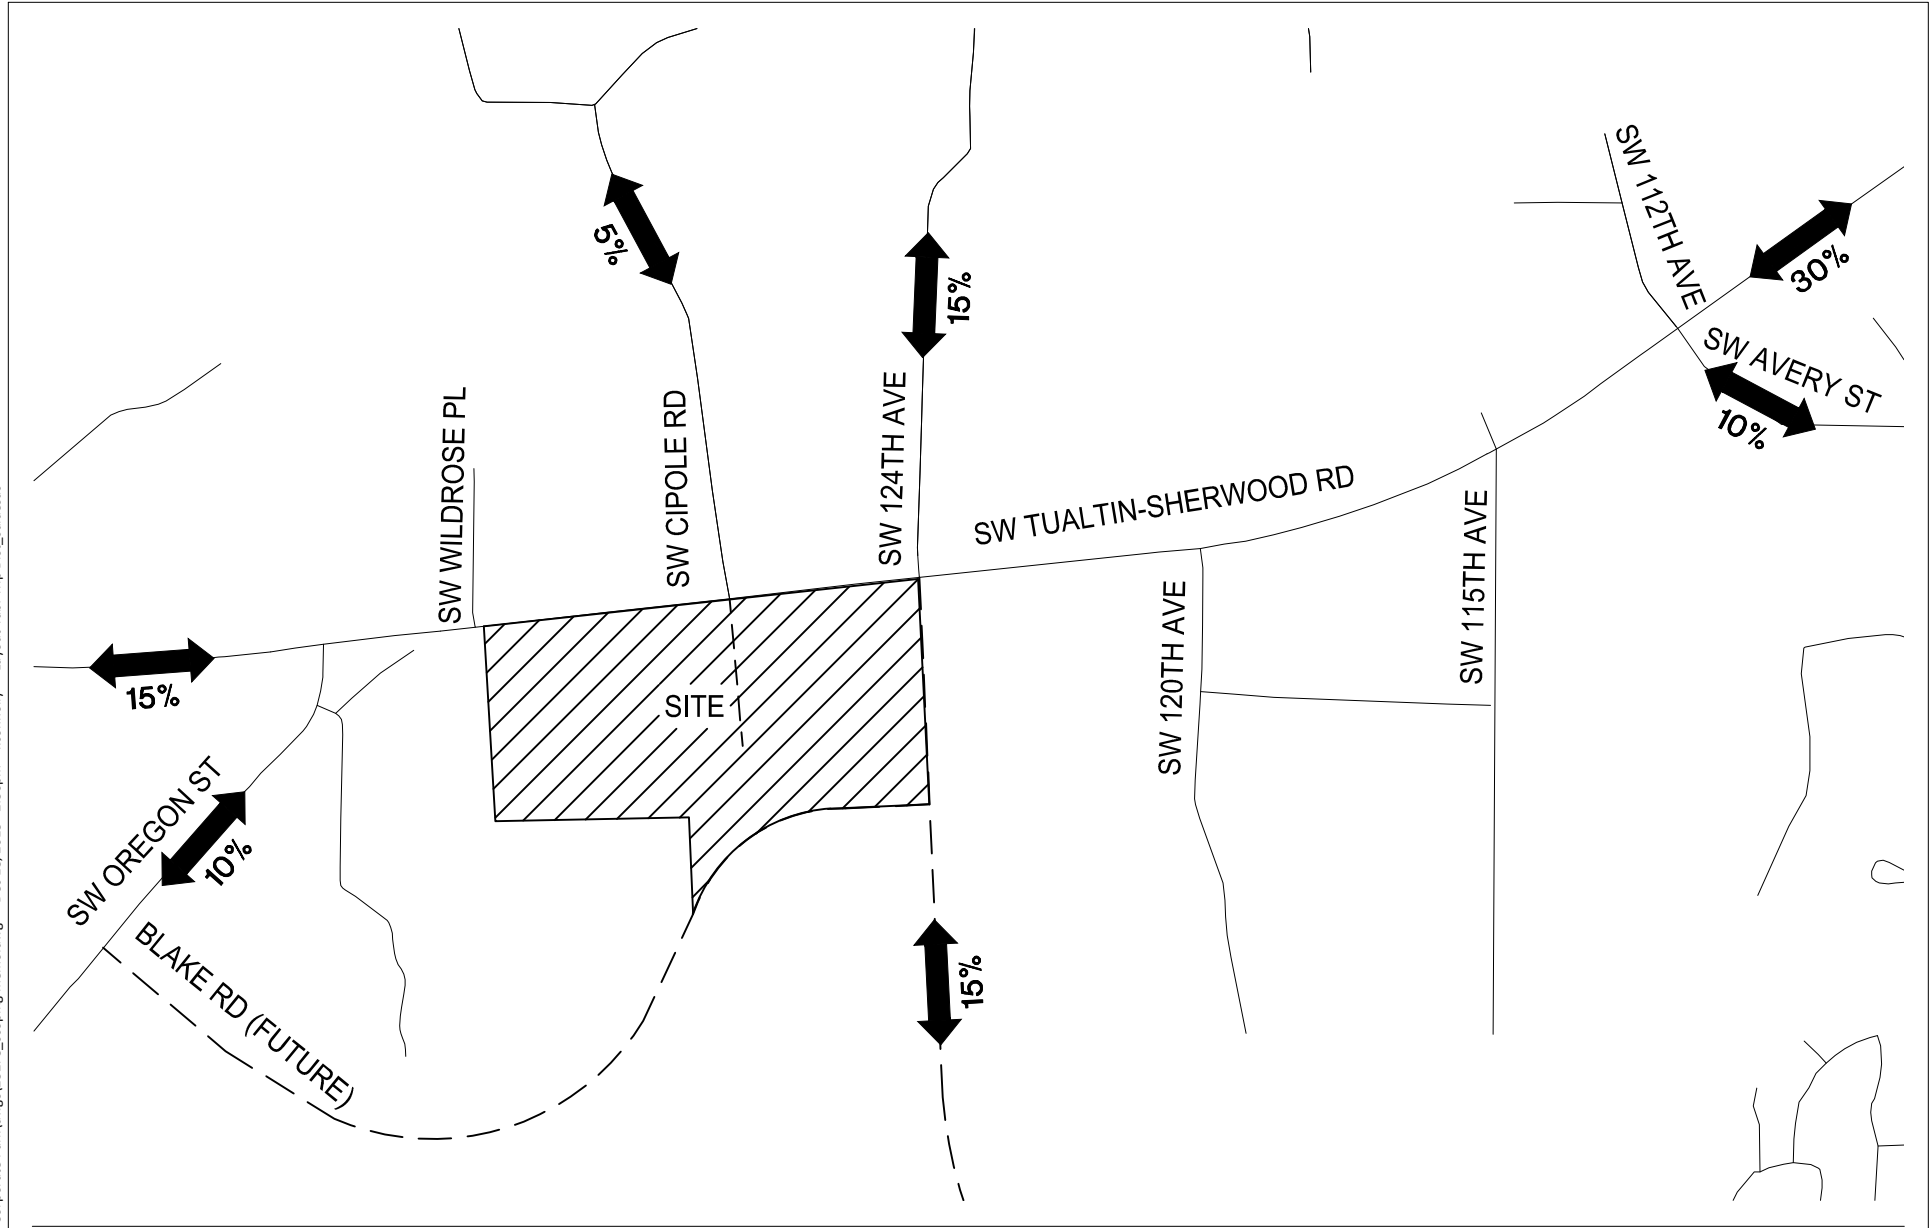 SW 112TH AVE
5%
15%
30%
SW AVERY ST
10%
SW WILDROSE PL
SW CIPOLE RD
SW 124TH AVE
SW TUALTIN-SHERWOOD RD
SW 115TH AVE
SW 120TH AVE
15%
SITE
SW OREGON ST
10%
BLAKE RD (FUTURE)
15%